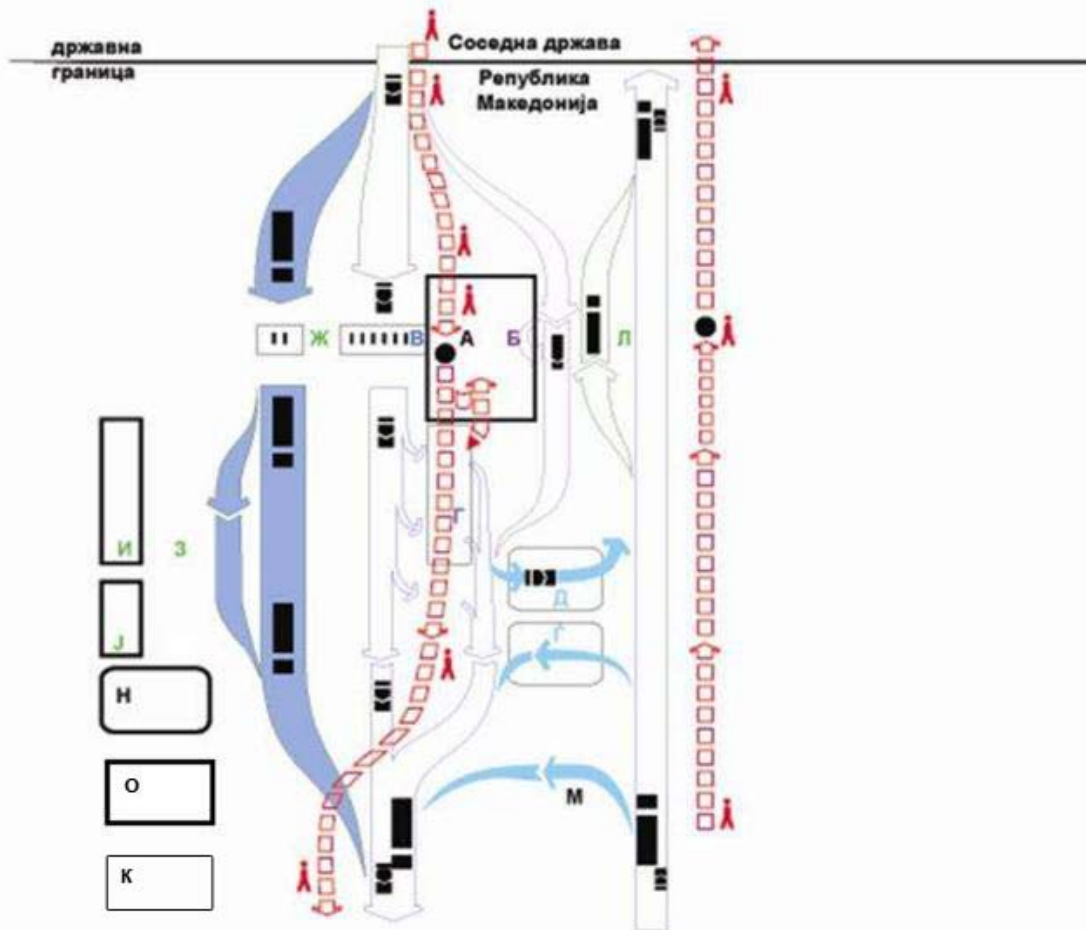 државна
граница
Соседна држава
Република
Македонија
Ж
В
А
Б
Л
Г
И
З
Д
Ѓ
Ј
Н
О
М
К